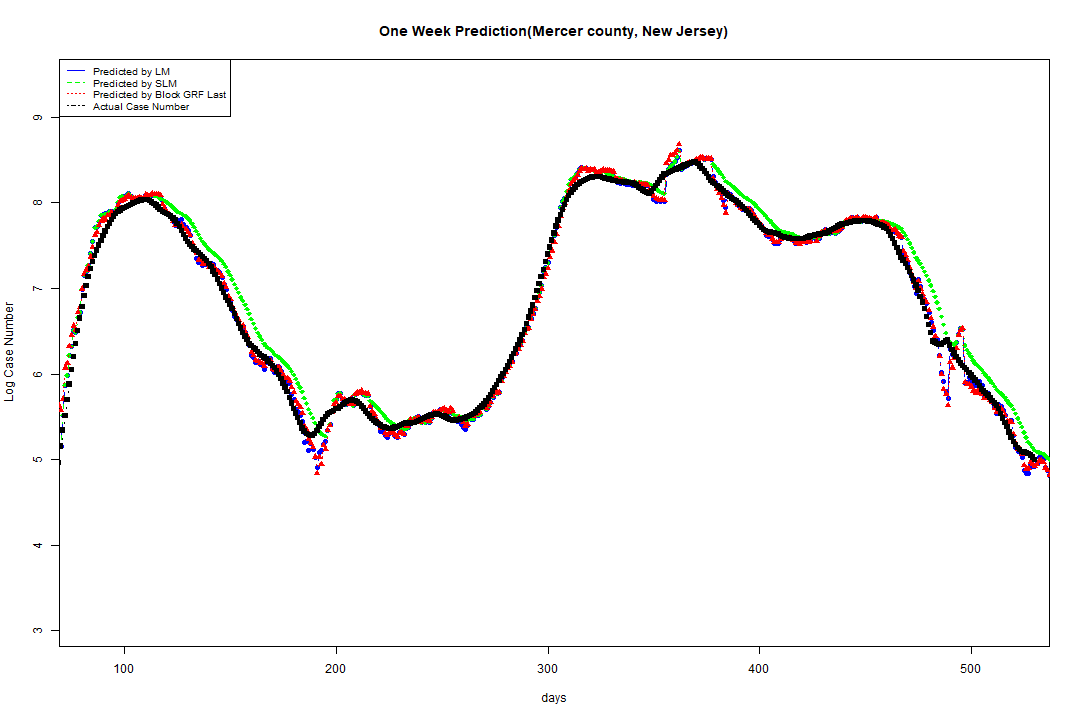 One Week Prediction(Mercer county, New Jersey)
Predicted by LM
Predicted by SLM
Predicted by Block GRF Last
Actual Case Number
Log Case Number
9
8
7
6
5
4
3
100 200 300 400 500
days